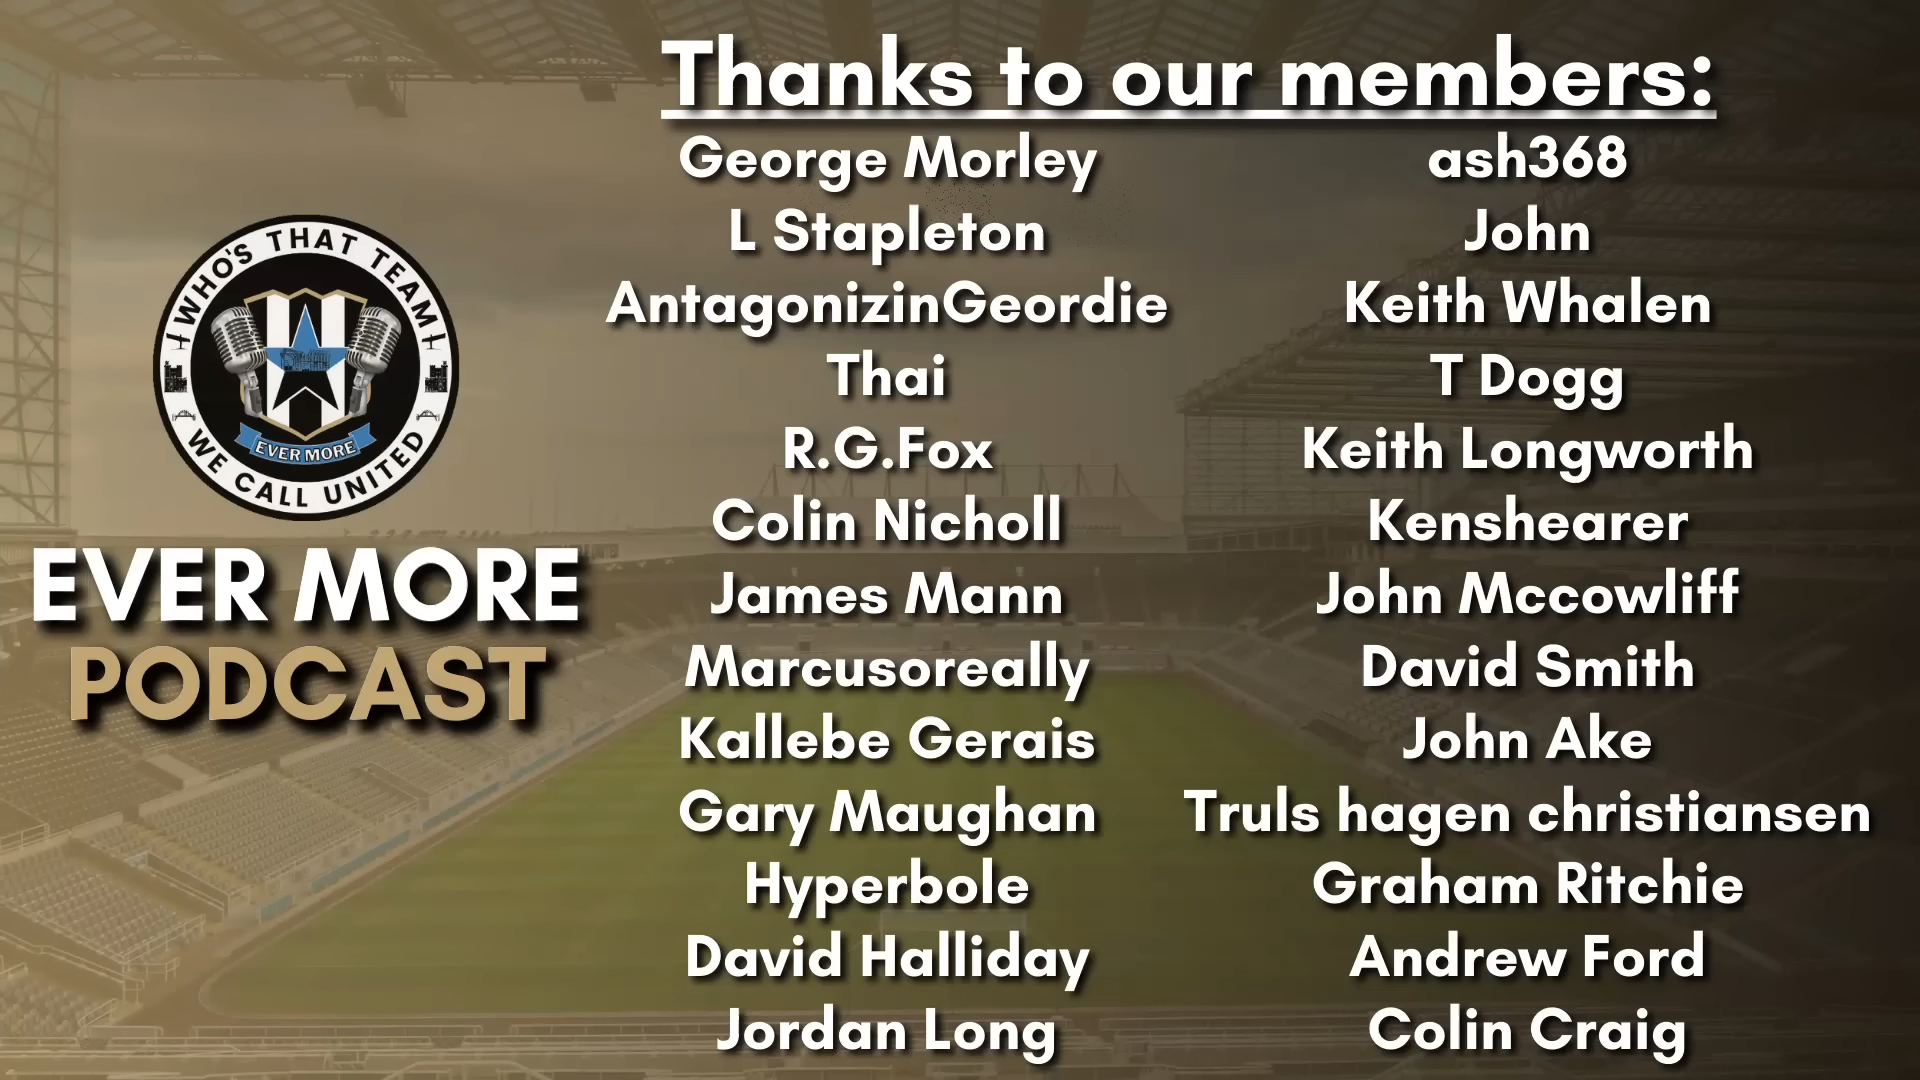 WHO'S THAT TEAM
WE CALL UNITED
EVER MORE
EVER MORE
PODCAST
Thanks to our members:
George Morley
L Stapleton
AntagonizinGeordie
Thai
R.G.Fox
Colin Nicholl
James Mann
Marcusoreally
Kallebe Gerais
Gary Maughan
Hyperbole
David Halliday
Jordan Long
ash368
John
Keith Whalen
T Dogg
Keith Longworth
Kenshearer
John Mccowliff
David Smith
John Ake
Truls hagen christiansen
Graham Ritchie
Andrew Ford
Colin Craig